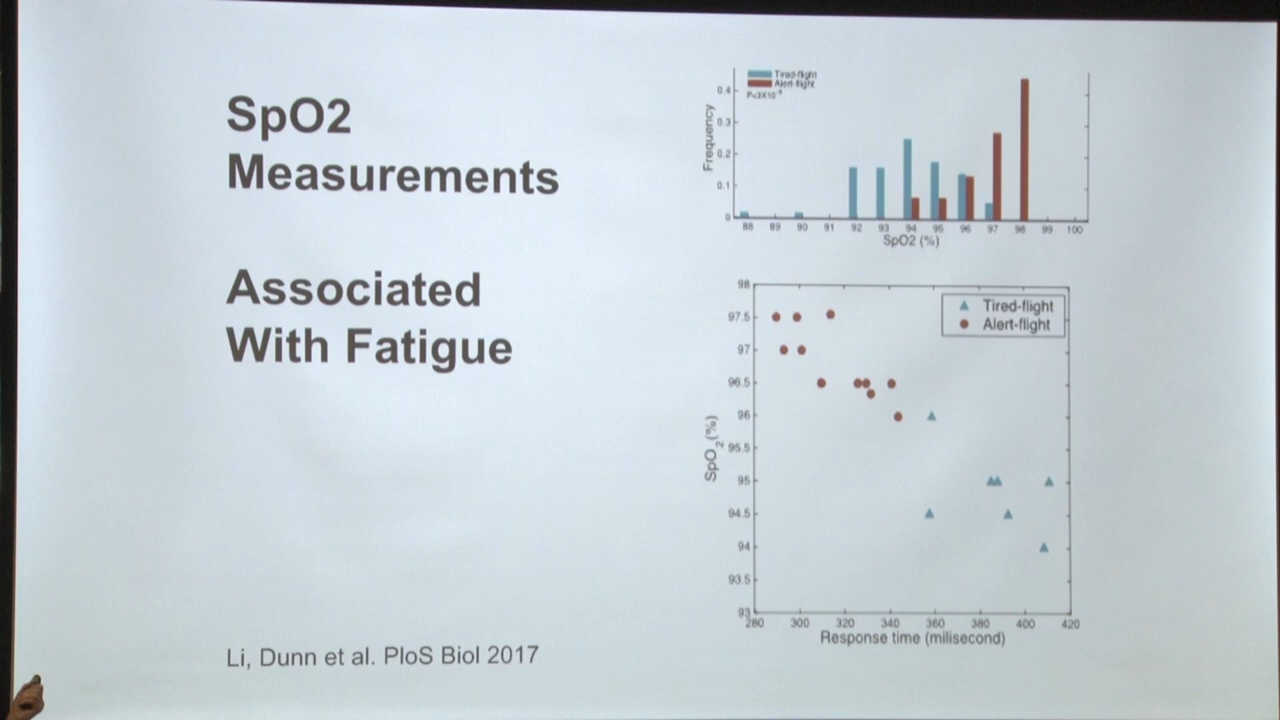 SpO2
Measurements
Associated
With Fatigue
Li, Dunn et al. PloS Biol 2017
Tired-flight
Alert-flight
Frequency
0.4
0.3
0.2
0.1
0
88 89 90 91 92 93 94 95 96 97 98 99 100
SpO2 (%)
Tired-flight
Alert-flight
SpO2 (%)
98
97.5
97
96.5
96
95.5
95
94.5
94
93.5
93
280 300 320 340 360 380 400 420
Response time (milisecond)